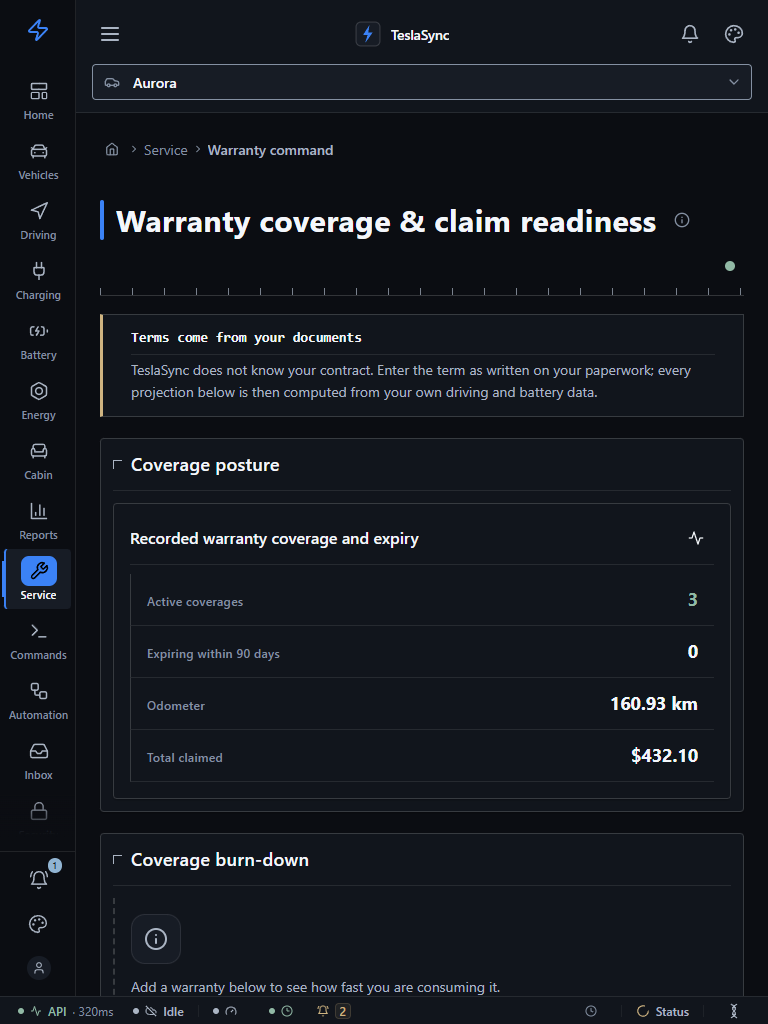 TeslaSync
Aurora
Home
Vehicles
Driving
Charging
Battery
Energy
Cabin
Reports
Service
Commands
Automation
Inbox
1
Service
Warranty command
Warranty coverage & claim readiness
Terms come from your documents
TeslaSync does not know your contract. Enter the term as written on your paperwork; every
projection below is then computed from your own driving and battery data.
Coverage posture
Recorded warranty coverage and expiry
Active coverages 3
Expiring within 90 days 0
Odometer 160.93 km
Total claimed $432.10
Coverage burn-down
Add a warranty below to see how fast you are consuming it.
API · 320ms Idle 2 Status